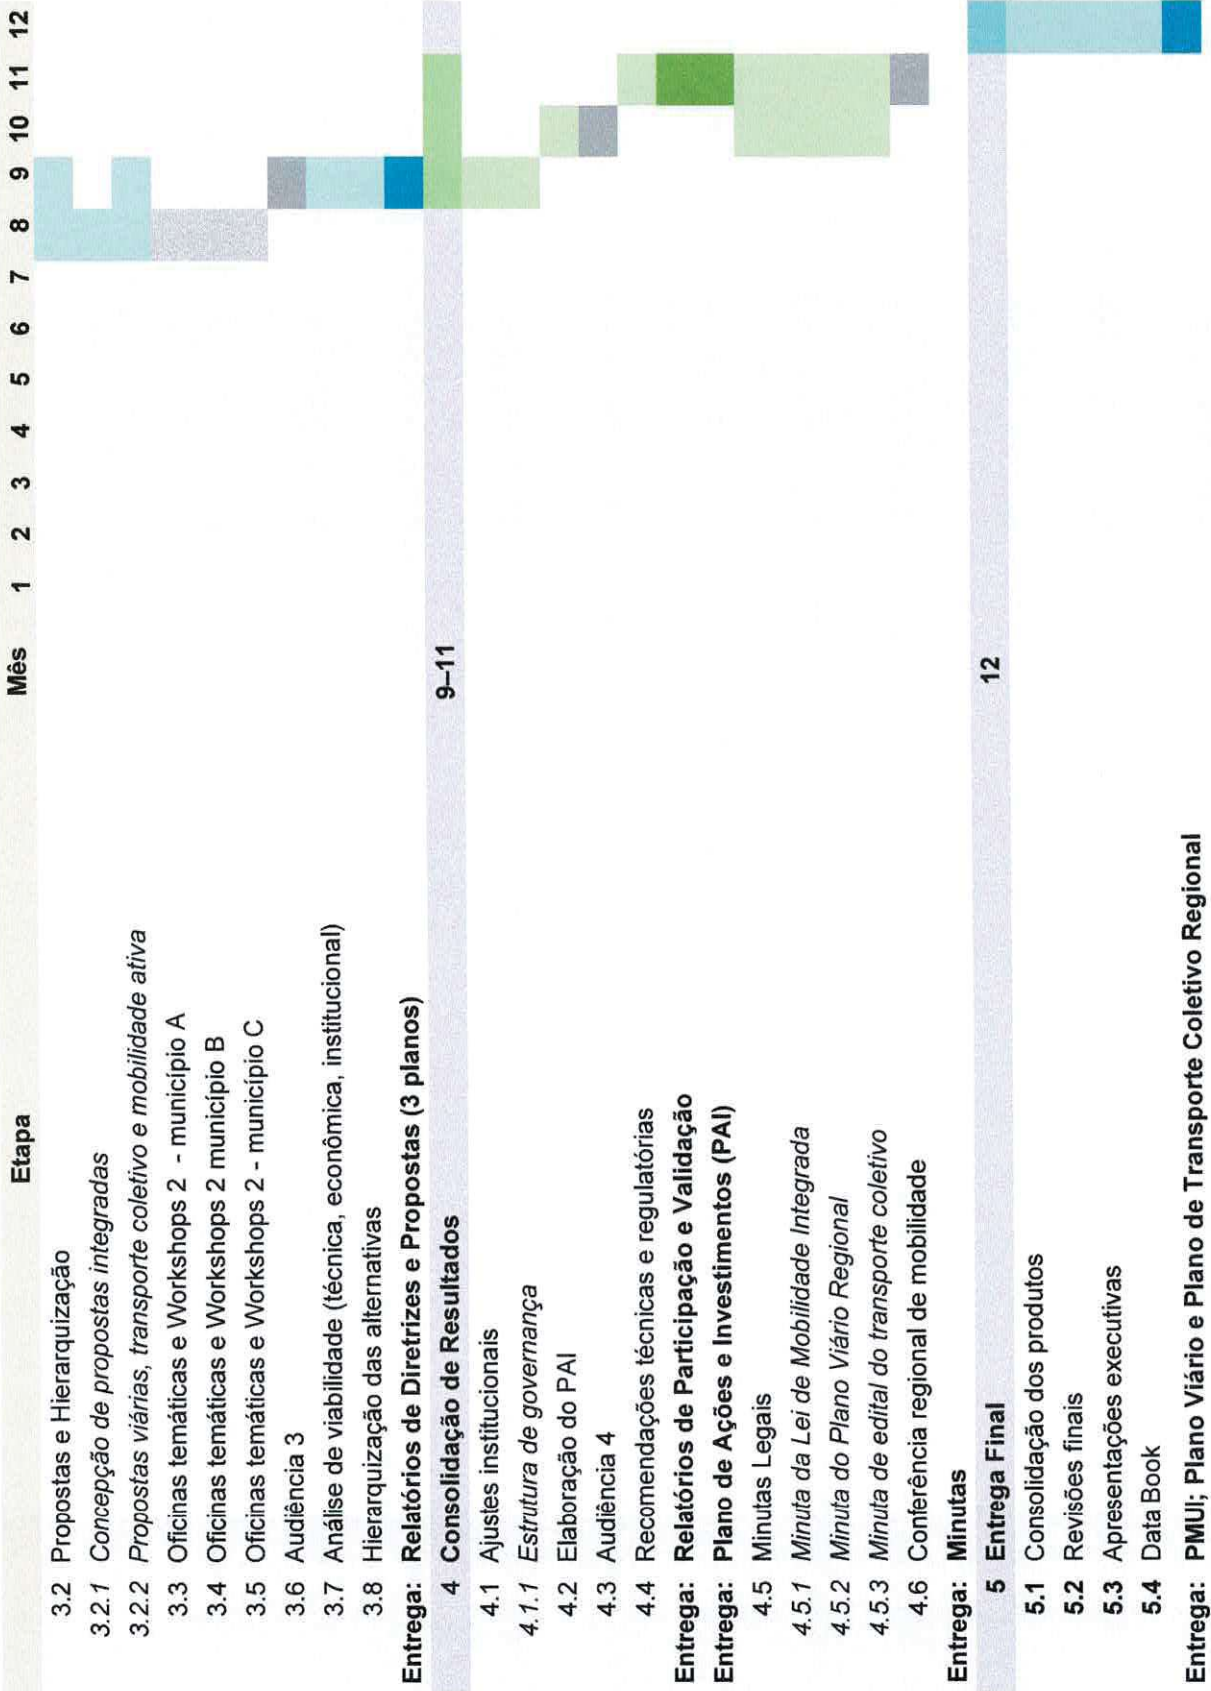 Etapa Mês 1 2 3 4 5 6 7 8 9 10 11 12
3.2 Propostas e Hierarquização
3.2.1 Concepção de propostas integradas
3.2.2 Propostas viárias, transporte coletivo e mobilidade ativa
3.3 Oficinas temáticas e Workshops 2 - município A
3.4 Oficinas temáticas e Workshops 2 município B
3.5 Oficinas temáticas e Workshops 2 - município C
3.6 Audiência 3
3.7 Análise de viabilidade (técnica, econômica, institucional)
3.8 Hierarquização das alternativas
Entrega: Relatórios de Diretrizes e Propostas (3 planos)
4 Consolidação de Resultados 9–11
4.1 Ajustes institucionais
4.1.1 Estrutura de governança
4.2 Elaboração do PAI
4.3 Audiência 4
4.4 Recomendações técnicas e regulatórias
Entrega: Relatórios de Participação e Validação
Entrega: Plano de Ações e Investimentos (PAI)
4.5 Minutas Legais
4.5.1 Minuta da Lei de Mobilidade Integrada
4.5.2 Minuta do Plano Viário Regional
4.5.3 Minuta de edital do transporte coletivo
4.6 Conferência regional de mobilidade
Entrega: Minutas
5 Entrega Final 12
5.1 Consolidação dos produtos
5.2 Revisões finais
5.3 Apresentações executivas
5.4 Data Book
Entrega: PMUI; Plano Viário e Plano de Transporte Coletivo Regional